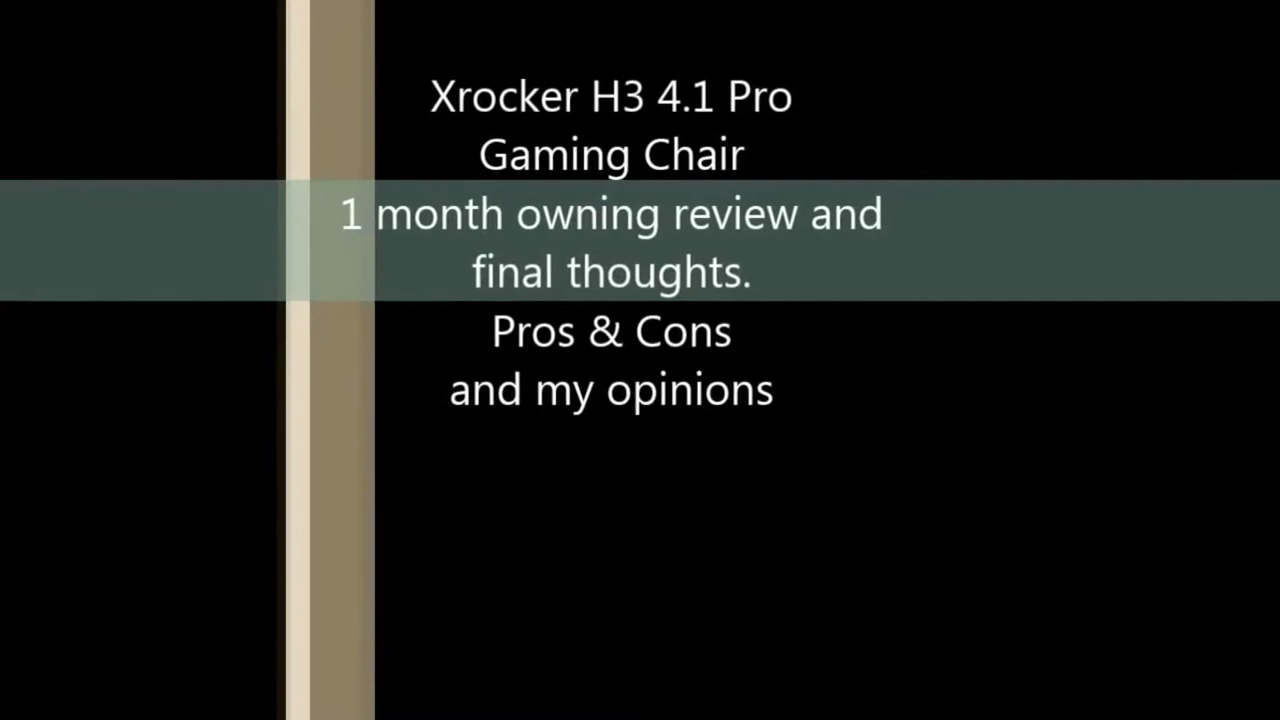 Xrocker H3 4.1 Pro
Gaming Chair
1 month owning review and
final thoughts.
Pros & Cons
and my opinions